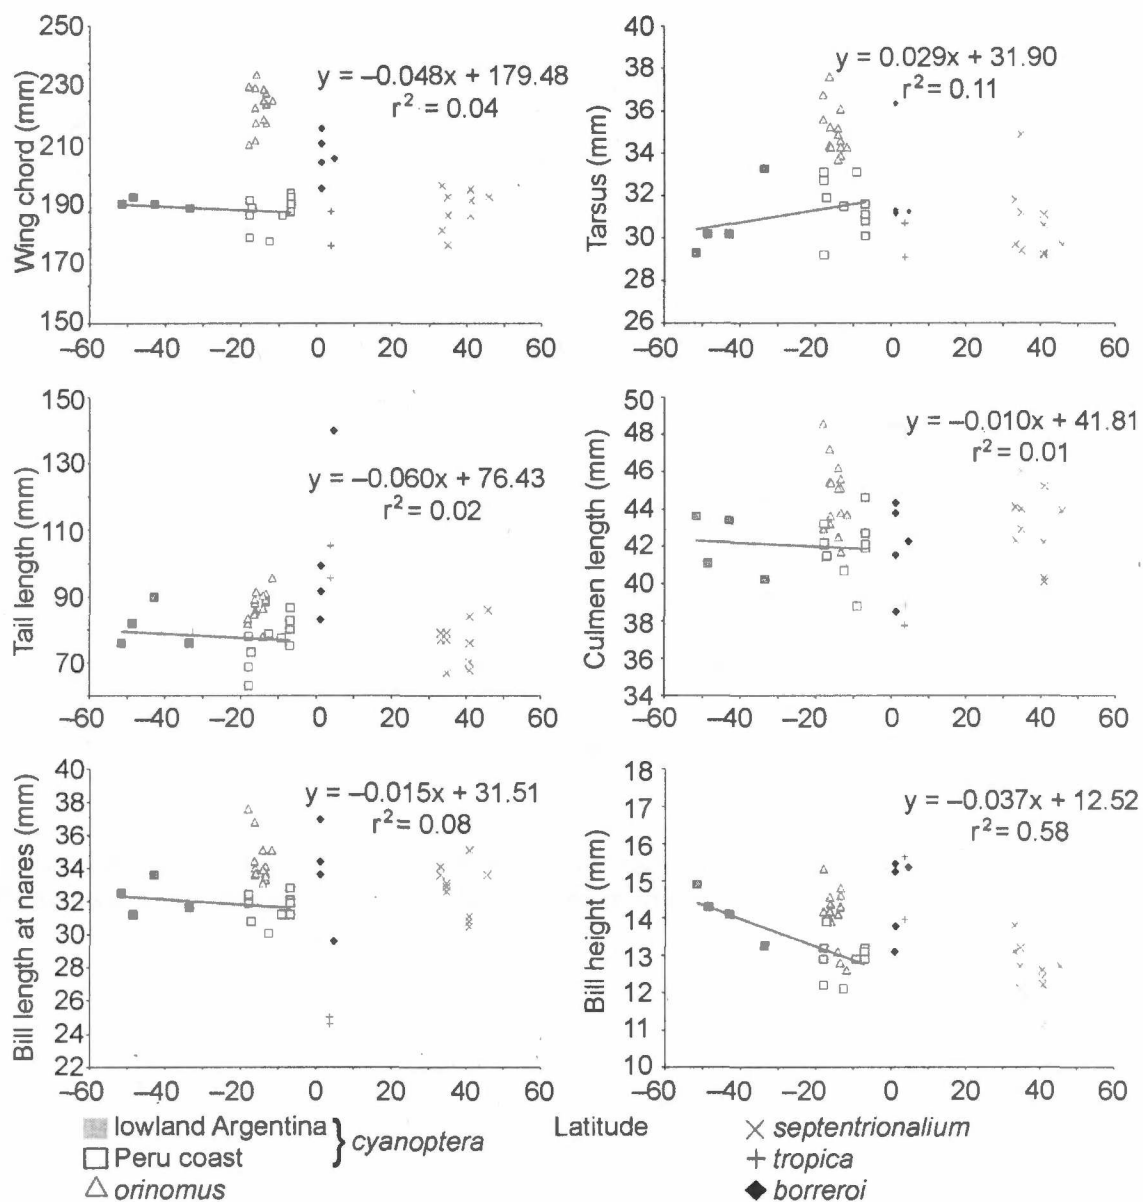 250
230
210
190
170
150
Wing chord (mm)
y = –0.048x + 179.48
r² = 0.04
–60 –40 –20 0 20 40 60
40
38
36
34
32
30
28
26
Tarsus (mm)
y = 0.029x + 31.90
r² = 0.11
–60 –40 –20 0 20 40 60
150
130
110
90
70
Tail length (mm)
y = –0.060x + 76.43
r² = 0.02
–60 –40 –20 0 20 40 60
50
48
46
44
42
40
38
36
34
Culmen length (mm)
y = –0.010x + 41.81
r² = 0.01
–60 –40 –20 0 20 40 60
40
38
36
34
32
30
28
26
24
22
Bill length at nares (mm)
y = –0.015x + 31.51
r² = 0.08
–60 –40 –20 0 20 40 60
18
17
16
15
14
13
12
11
10
Bill height (mm)
y = –0.037x + 12.52
r² = 0.58
–60 –40 –20 0 20 40 60
Latitude
lowland Argentina
Peru coast
cyanoptera
orinomus
septentrionalium
tropica
borreroi